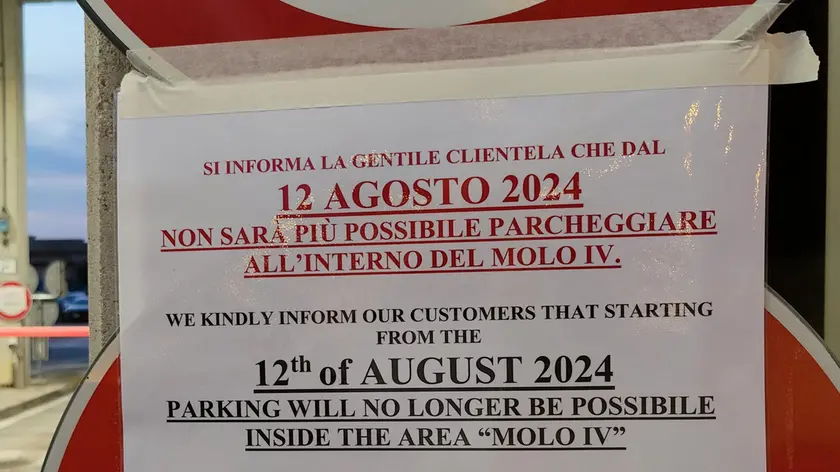 SI INFORMA LA GENTILE CLIENTELA CHE DAL
12 AGOSTO 2024
NON SARÀ PIÙ POSSIBILE PARCHEGGIARE
ALL'INTERNO DEL MOLO IV.
WE KINDLY INFORM OUR CUSTOMERS THAT STARTING
FROM THE
12th of AUGUST 2024
PARKING WILL NO LONGER BE POSSIBILE
INSIDE THE AREA “MOLO IV”